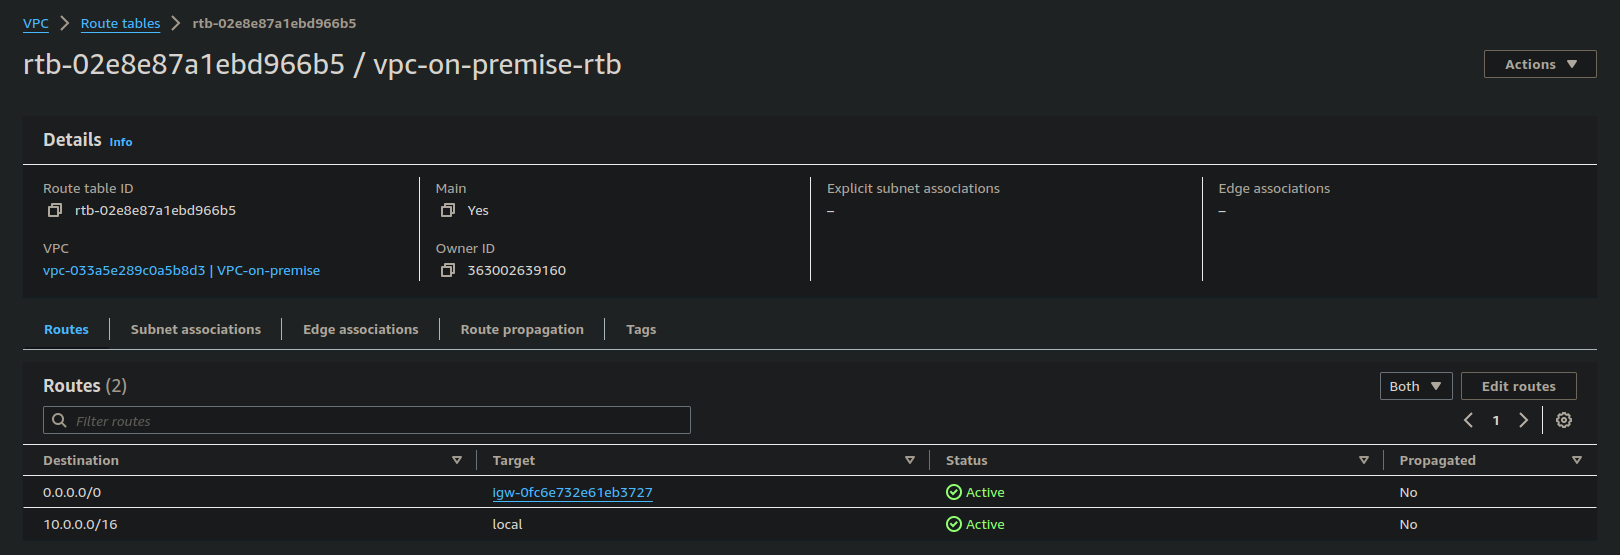 VPC > Route tables > rtb-02e8e87a1ebd966b5
rtb-02e8e87a1ebd966b5 / vpc-on-premise-rtb
Actions
Details Info
Route table ID
rtb-02e8e87a1ebd966b5
Main
Yes
Explicit subnet associations
–
Edge associations
–
VPC
vpc-033a5e289c0a5b8d3 | VPC-on-premise
Owner ID
363002639160
Routes
Subnet associations
Edge associations
Route propagation
Tags
Routes (2)
Both
Edit routes
Filter routes
1
Destination Target Status Propagated
0.0.0.0/0 igw-0fc6e732e61eb3727 Active No
10.0.0.0/16 local Active No